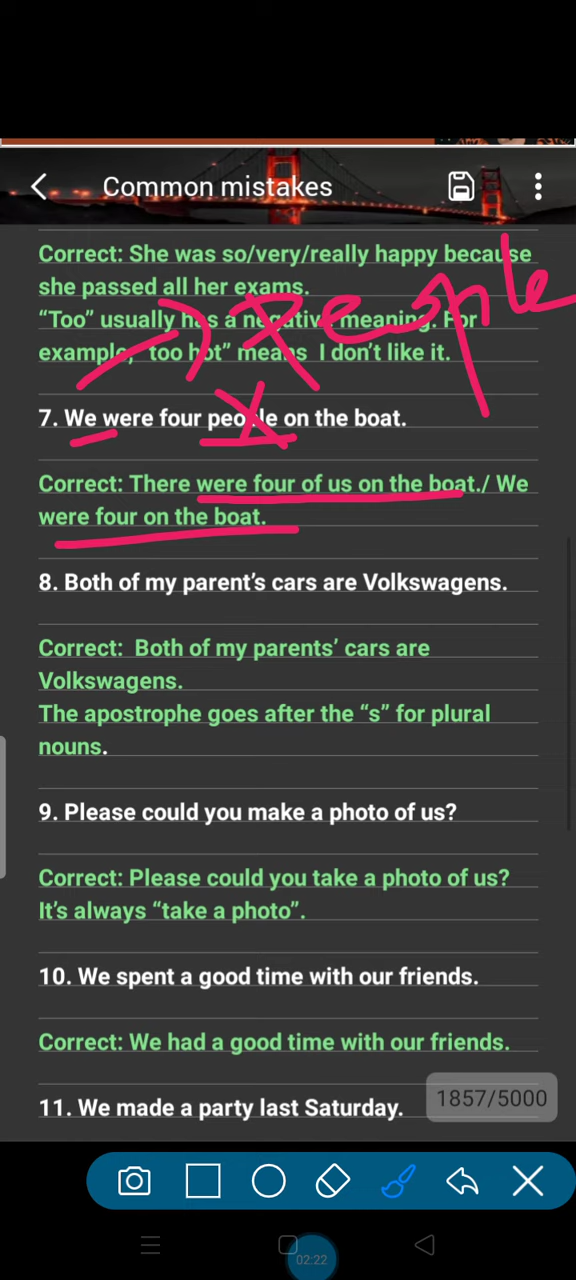 Common mistakes
Correct: She was so/very/really happy because
she passed all her exams.
“Too” usually has a negative meaning. For
example, “too hot” means I don’t like it.
people
7. We were four people on the boat.
Correct: There were four of us on the boat./ We
were four on the boat.
8. Both of my parent’s cars are Volkswagens.
Correct: Both of my parents’ cars are
Volkswagens.
The apostrophe goes after the “s” for plural
nouns.
9. Please could you make a photo of us?
Correct: Please could you take a photo of us?
It’s always “take a photo”.
10. We spent a good time with our friends.
Correct: We had a good time with our friends.
11. We made a party last Saturday.
1857/5000
02:22